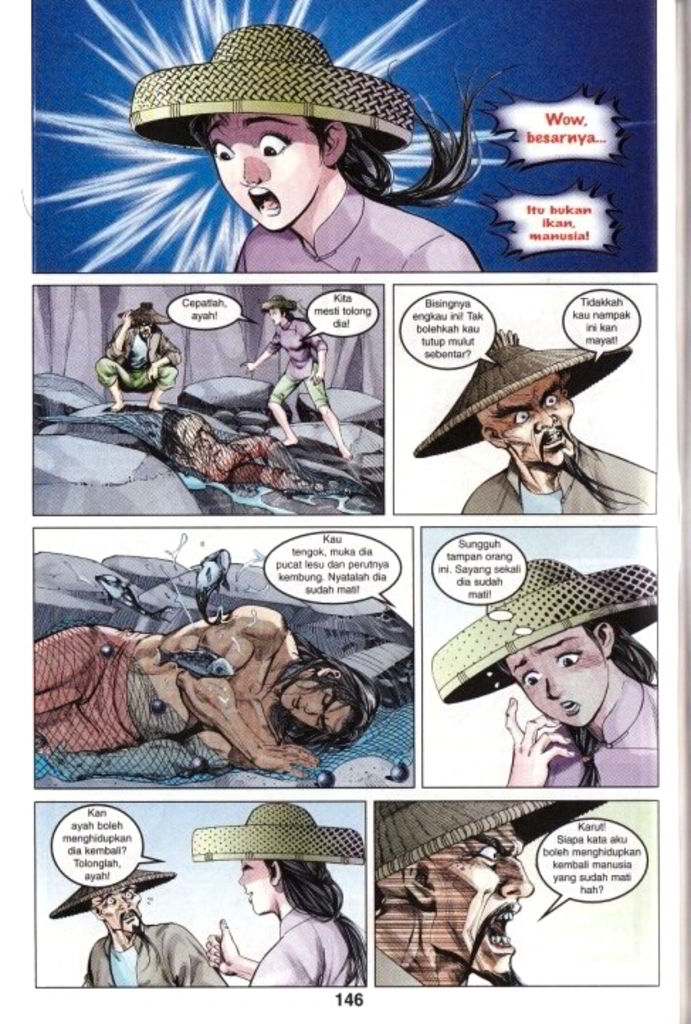 Wow,
besarnya...
Itu bukan
ikan,
manusia!
Cepatlah,
ayah!
Kita
mesti tolong
dia!
Bisingnya
engkau ini! Tak
bolehkah kau
tutup mulut
sebentar?
Tidakkah
kau nampak
ini kan
mayat!
Kau
tengok, muka dia
pucat lesu dan perutnya
kembung. Nyatalah dia
sudah mati!
Sungguh
tampan orang
ini. Sayang sekali
dia sudah
mati!
Kan
ayah boleh
menghidupkan
dia kembali?
Tolonglah,
ayah!
Karut!
Siapa kata aku
boleh menghidupkan
kembali manusia
yang sudah mati
hah?
146